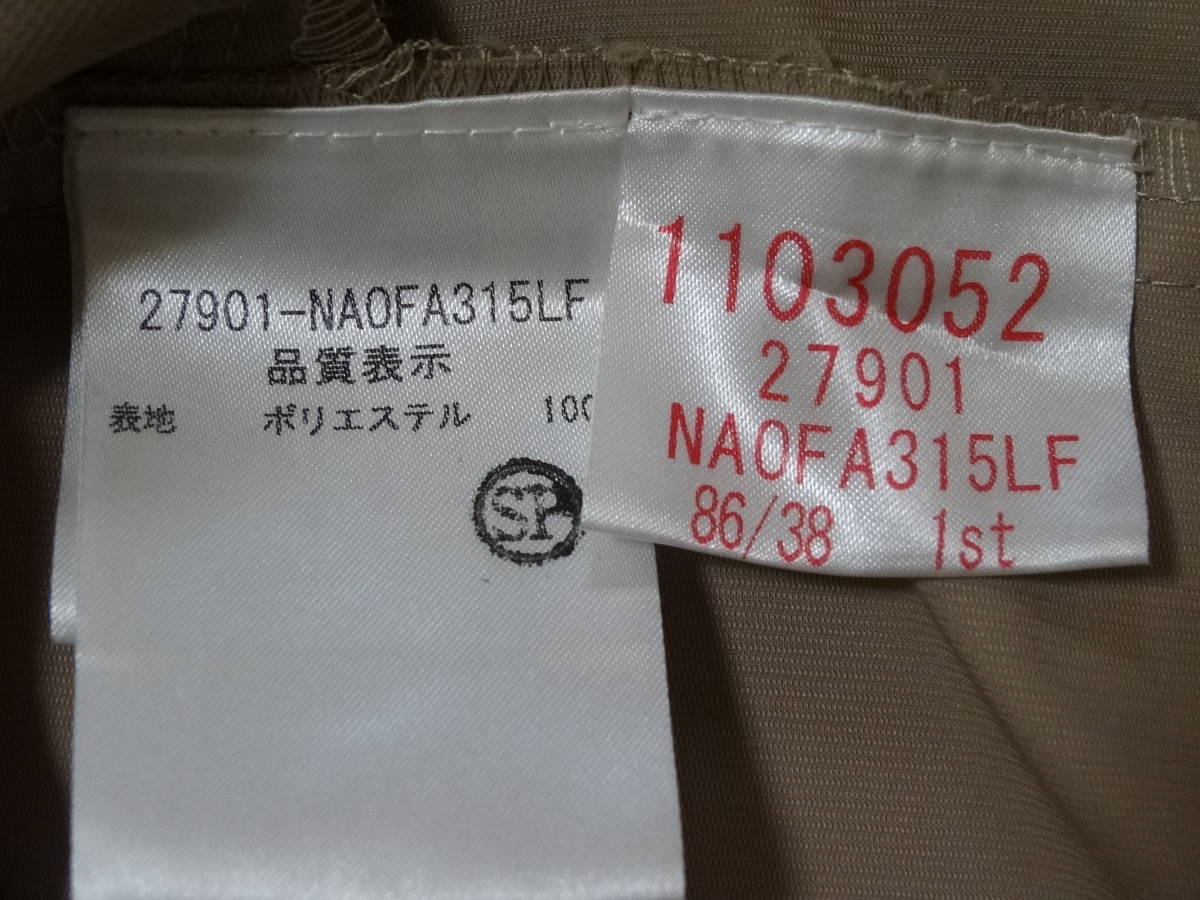 27901-NAOFA315LF
品質表示
表地 ポリエステル 100
SP
1103052
27901
NAOFA315LF
86/38 1st